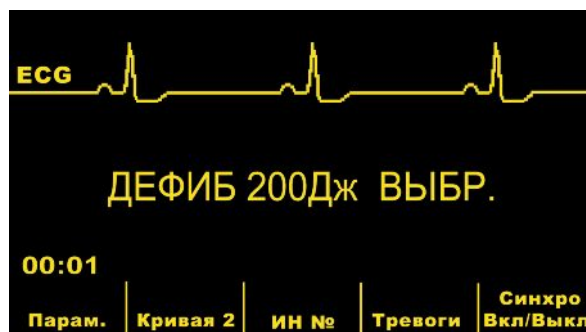 ECG
ДЕФИБ 200Дж ВЫБР.
00:01
Парам.
Кривая 2
ИН №
Тревоги
Синхро
Вкл/Выкл